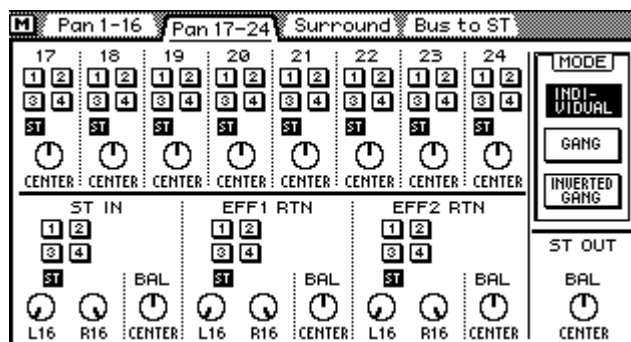 M Pan 1-16 Pan 17-24 Surround Bus to ST
17 18 19 20 21 22 23 24 MODE
1 2 1 2 1 2 1 2 1 2 1 2 1 2 1 2
3 4 3 4 3 4 3 4 3 4 3 4 3 4 3 4
INDI-
VIDUAL
ST ST ST ST ST ST ST ST
GANG
CENTER CENTER CENTER CENTER CENTER CENTER CENTER CENTER
INVERTED
GANG
ST IN EFF1 RTN EFF2 RTN
1 2 1 2 1 2
3 4 3 4 3 4
ST OUT
ST BAL ST BAL ST BAL BAL
L16 R16 CENTER L16 R16 CENTER L16 R16 CENTER CENTER